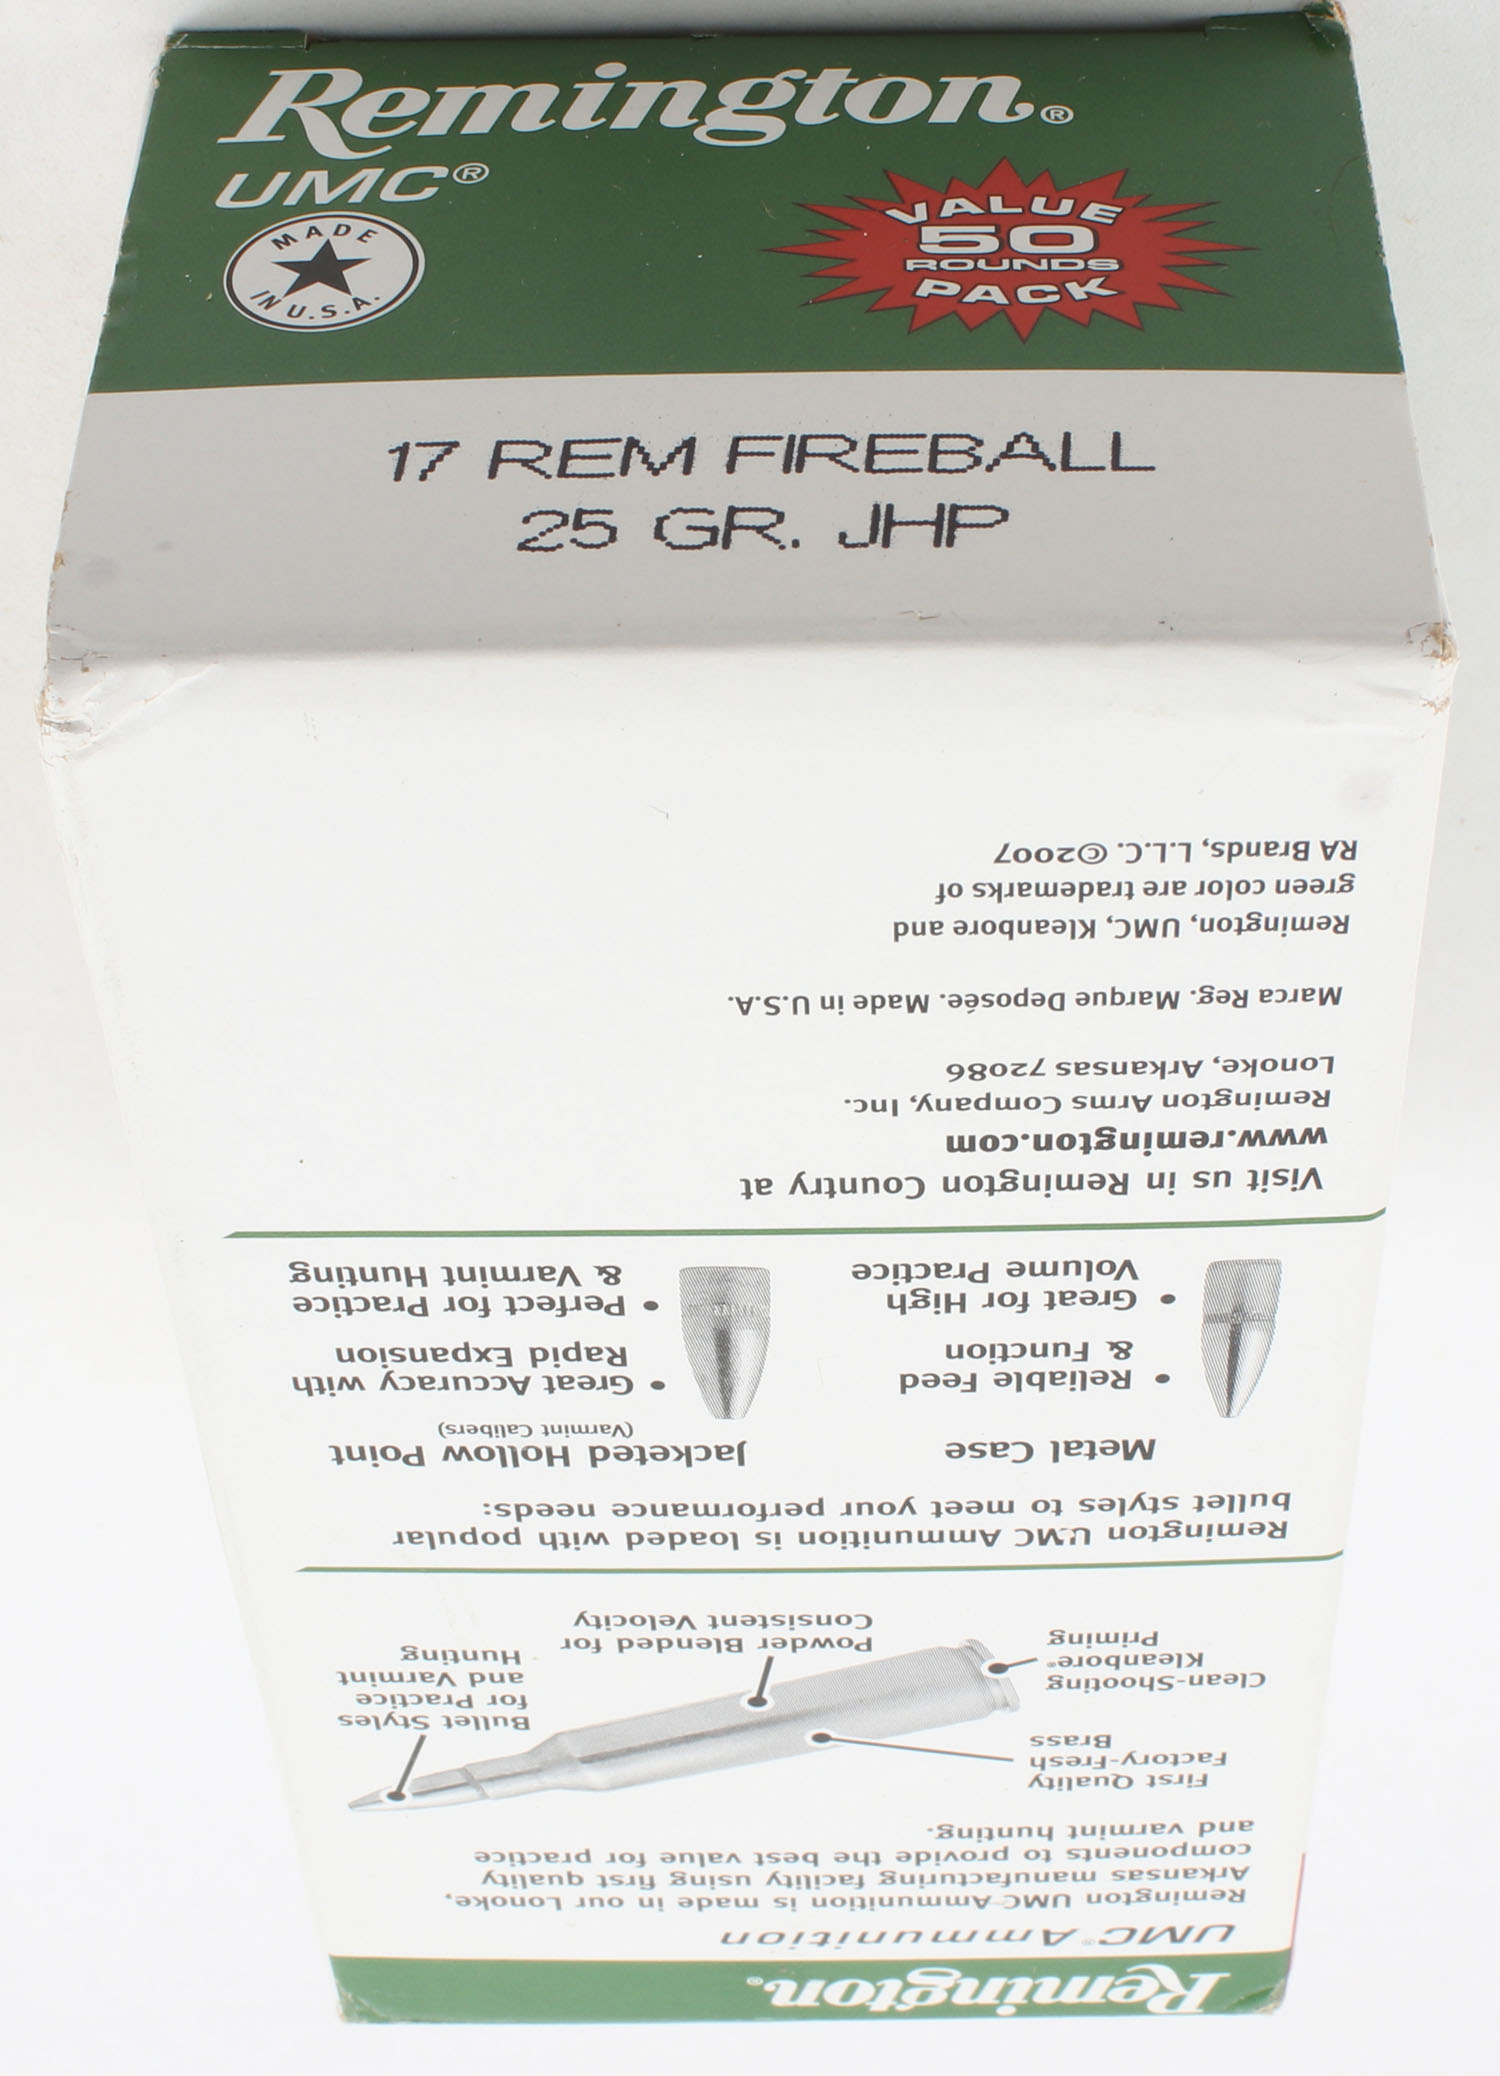 Remington®
UMC®
MADE
IN U.S.A.
VALUE
50
ROUNDS
PACK
17 REM FIREBALL
25 GR. JHP
Remington®
UMC® Ammunition
Remington UMC Ammunition is made in our Lonoke,
Arkansas manufacturing facility using first quality
components to provide the best value for practice
and varmint hunting.
First Quality
Factory-Fresh
Brass
Clean-Shooting
Kleanbore®
Priming
Powder Blended for
Consistent Velocity
Bullet Styles
for Practice
and Varmint
Hunting
Remington UMC Ammunition is loaded with popular
bullet styles to meet your performance needs:
Metal Case
• Reliable Feed
& Function
• Great for High
Volume Practice
Jacketed Hollow Point
(Varmint Calibers)
• Great Accuracy with
Rapid Expansion
• Perfect for Practice
& Varmint Hunting
Visit us in Remington Country at
www.remington.com
Remington Arms Company, Inc.
Lonoke, Arkansas 72086
Marca Reg. Marque Deposée. Made in U.S.A.
Remington, UMC, Kleanbore and
green color are trademarks of
RA Brands, L.L.C. ©2007